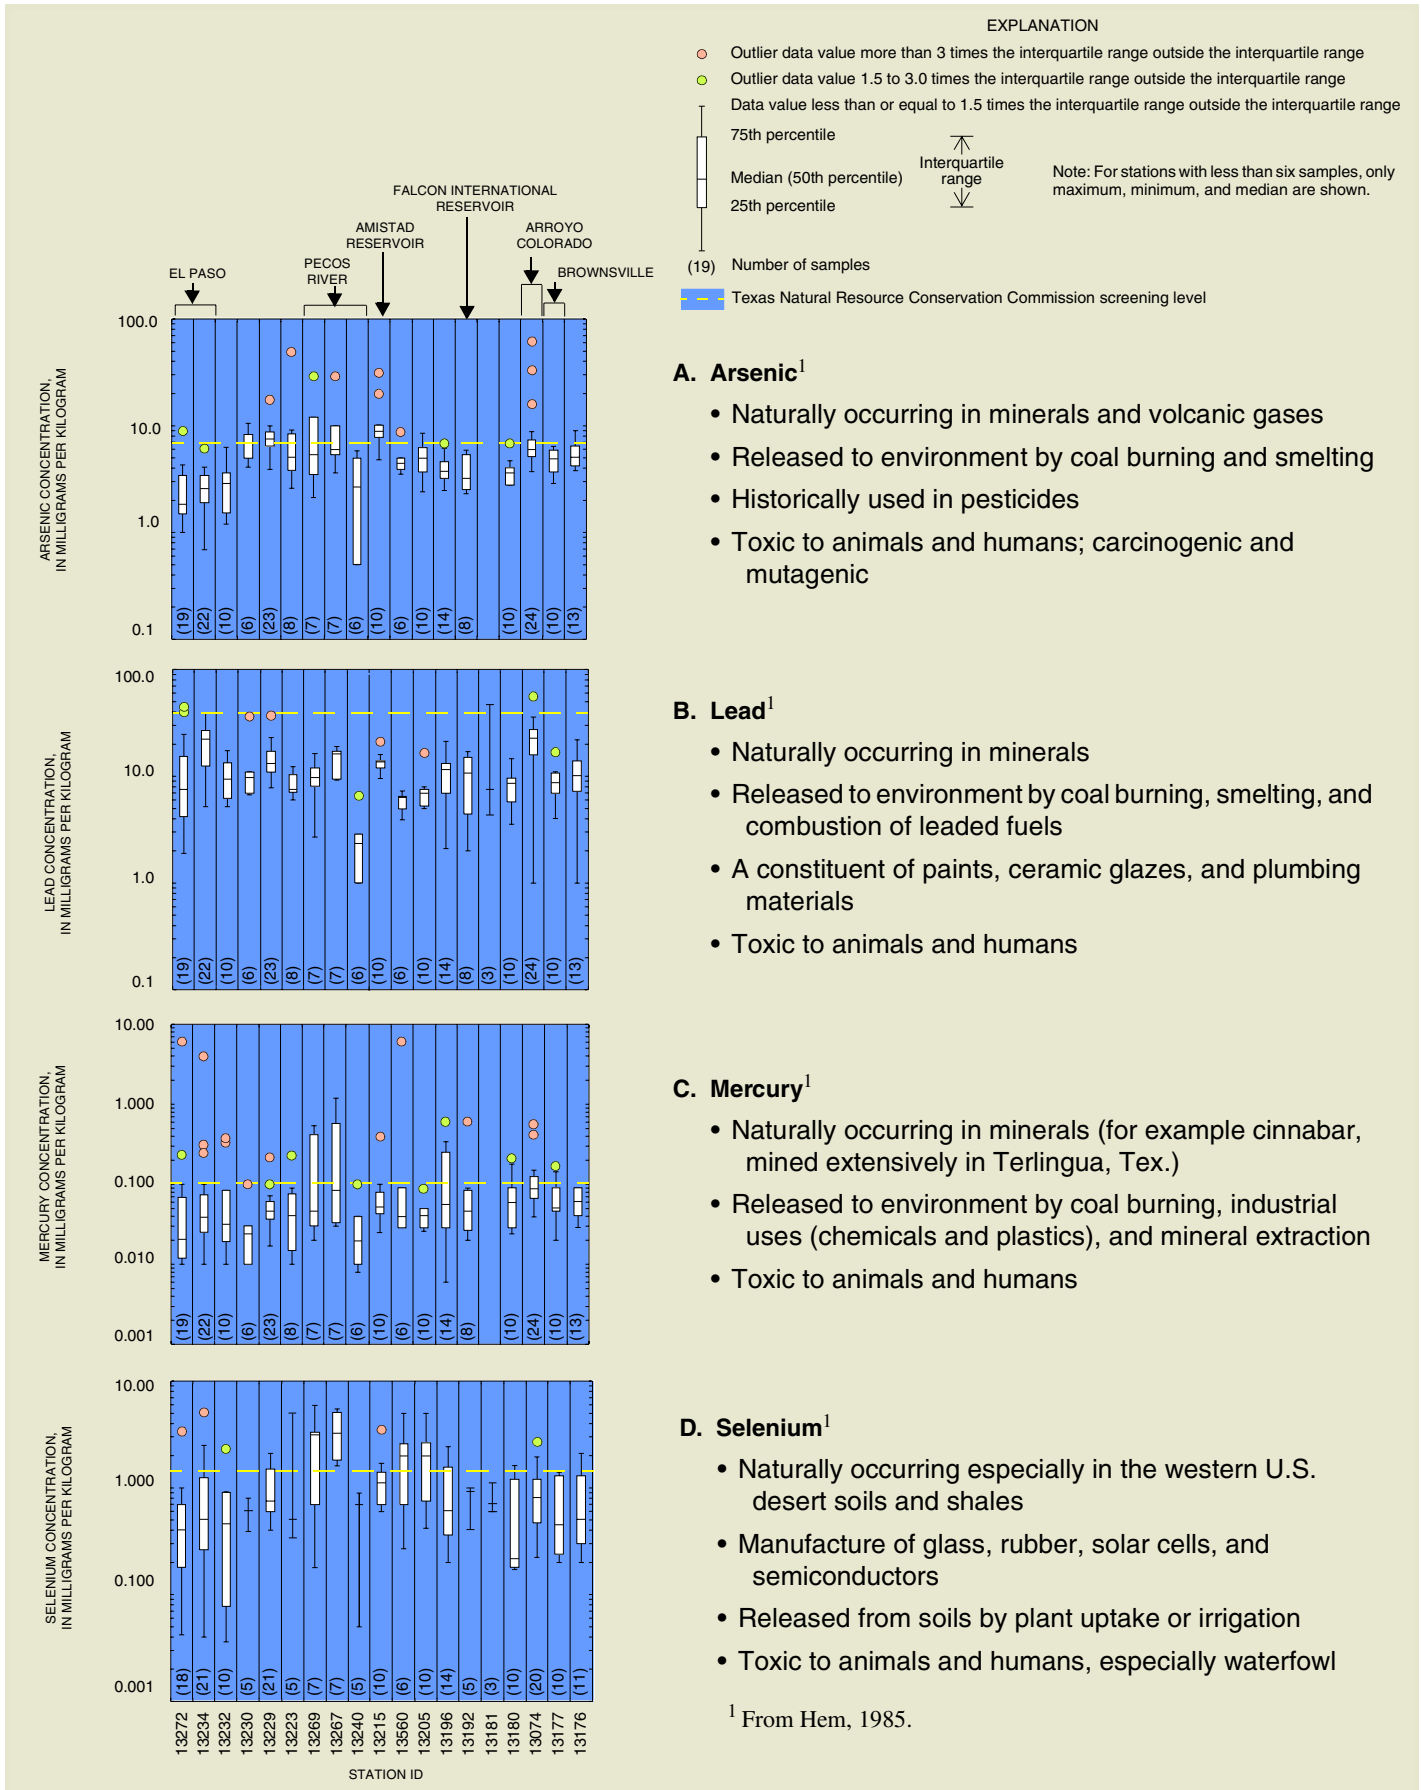 EXPLANATION
Outlier data value more than 3 times the interquartile range outside the interquartile range
Outlier data value 1.5 to 3.0 times the interquartile range outside the interquartile range
Data value less than or equal to 1.5 times the interquartile range outside the interquartile range
75th percentile
Median (50th percentile)
25th percentile
Interquartile
range
Note: For stations with less than six samples, only
maximum, minimum, and median are shown.
(19) Number of samples
Texas Natural Resource Conservation Commission screening level
FALCON INTERNATIONAL
RESERVOIR
AMISTAD
RESERVOIR
ARROYO
COLORADO
EL PASO
PECOS
RIVER
BROWNSVILLE
ARSENIC CONCENTRATION,
IN MILLIGRAMS PER KILOGRAM
100.0
10.0
1.0
0.1
(19) (22) (10) (6) (23) (8) (7) (7) (6) (10) (6) (10) (14) (8) (10) (24) (10) (13)
A. Arsenic1
• Naturally occurring in minerals and volcanic gases
• Released to environment by coal burning and smelting
• Historically used in pesticides
• Toxic to animals and humans; carcinogenic and
mutagenic
LEAD CONCENTRATION,
IN MILLIGRAMS PER KILOGRAM
100.0
10.0
1.0
0.1
(19) (22) (10) (6) (23) (8) (7) (7) (6) (10) (6) (10) (14) (8) (3) (10) (24) (10) (13)
B. Lead1
• Naturally occurring in minerals
• Released to environment by coal burning, smelting, and
combustion of leaded fuels
• A constituent of paints, ceramic glazes, and plumbing
materials
• Toxic to animals and humans
MERCURY CONCENTRATION,
IN MILLIGRAMS PER KILOGRAM
10.00
1.000
0.100
0.010
0.001
(19) (22) (10) (6) (23) (8) (7) (7) (6) (10) (6) (10) (14) (8) (10) (24) (10) (13)
C. Mercury1
• Naturally occurring in minerals (for example cinnabar,
mined extensively in Terlingua, Tex.)
• Released to environment by coal burning, industrial
uses (chemicals and plastics), and mineral extraction
• Toxic to animals and humans
SELENIUM CONCENTRATION,
IN MILLIGRAMS PER KILOGRAM
10.00
1.000
0.100
0.001
(18) (21) (10) (5) (21) (5) (7) (7) (5) (10) (6) (10) (14) (5) (3) (10) (20) (10) (11)
13272 13234 13232 13230 13229 13223 13269 13267 13240 13215 13560 13205 13196 13192 13181 13180 13074 13177 13176
STATION ID
D. Selenium1
• Naturally occurring especially in the western U.S.
desert soils and shales
• Manufacture of glass, rubber, solar cells, and
semiconductors
• Released from soils by plant uptake or irrigation
• Toxic to animals and humans, especially waterfowl
1 From Hem, 1985.